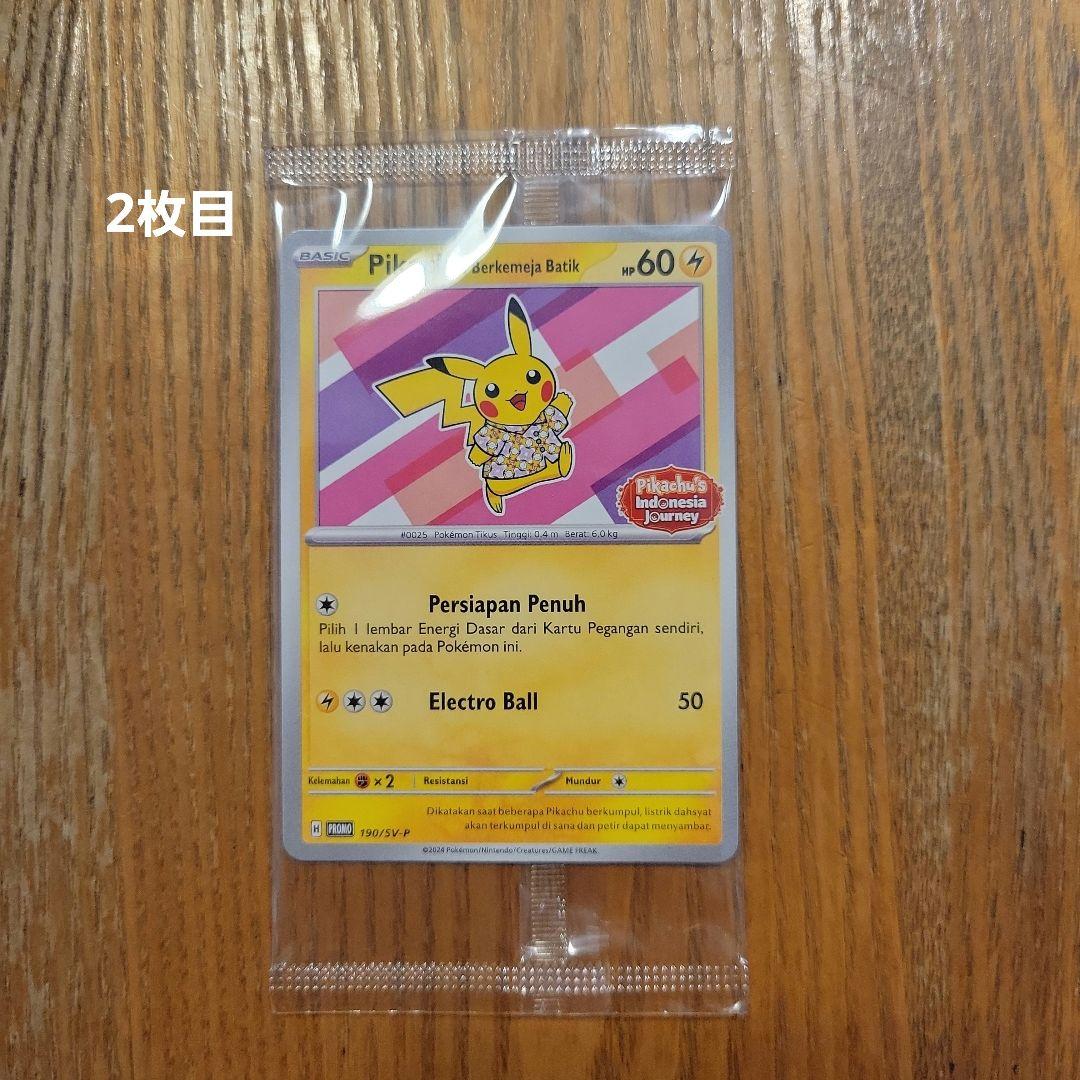 2枚目
BASIC
Berkemeja Batik
HP 60
Pikachu's
Indonesia
Journey
#0025 Pokémon Tikus Tinggi: 0.4 m Berat: 6.0 kg
Persiapan Penuh
Pilih 1 lembar Energi Dasar dari Kartu Pegangan sendiri,
lalu kenakan pada Pokémon ini.
Electro Ball 50
Kelemahan ×2 Resistansi Mundur
Dikatakan saat beberapa Pikachu berkumpul, listrik dahsyat
akan terkumpul di sana dan petir dapat menyambar.
H PROMO 190/SV-P
©2024 Pokémon/Nintendo/Creatures/GAME FREAK